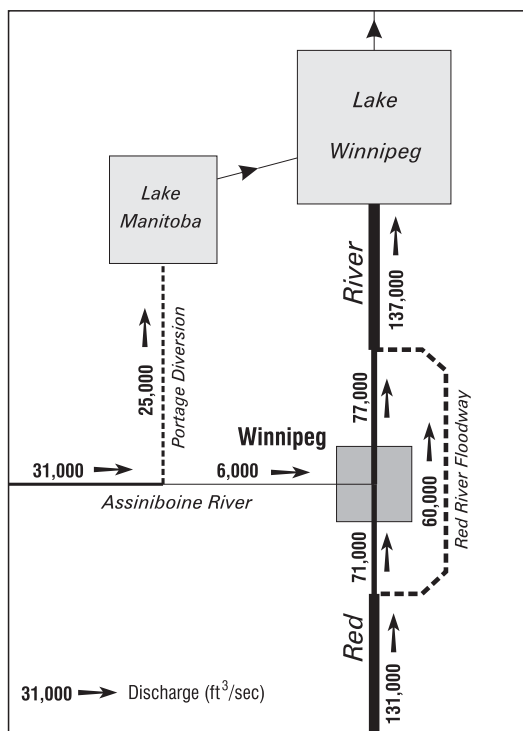 Lake
Winnipeg
Lake
Manitoba
River
137,000
25,000
Portage Diversion
77,000
Red River Floodway
60,000
Winnipeg
31,000
6,000
Assiniboine River
71,000
Red
131,000
31,000 Discharge (ft³/sec)